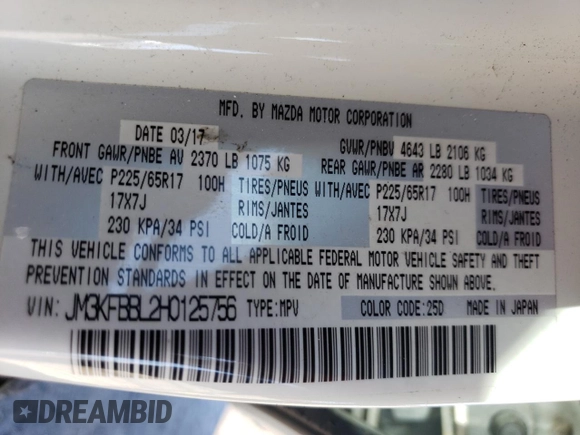 MFD. BY MAZDA MOTOR CORPORATION
DATE 03/17 GVWR/PNBV 4643 LB 2106 KG
FRONT GAWR/PNBE AV 2370 LB 1075 KG REAR GAWR/PNBE AR 2280 LB 1034 KG
WITH/AVEC P225/65R17 100H TIRES/PNEUS WITH/AVEC P225/65R17 100H TIRES/PNEUS
17X7J RIMS/JANTES 17X7J RIMS/JANTES
230 KPA/34 PSI COLD/A FROID 230 KPA/34 PSI COLD/A FROID
THIS VEHICLE CONFORMS TO ALL APPLICABLE FEDERAL MOTOR VEHICLE SAFETY AND THEFT
PREVENTION STANDARDS IN EFFECT ON THE DATE OF MANUFACTURE SHOWN ABOVE.
VIN: JM3KFBBL2H0125756 TYPE:MPV COLOR CODE:25D MADE IN JAPAN
DREAMBID